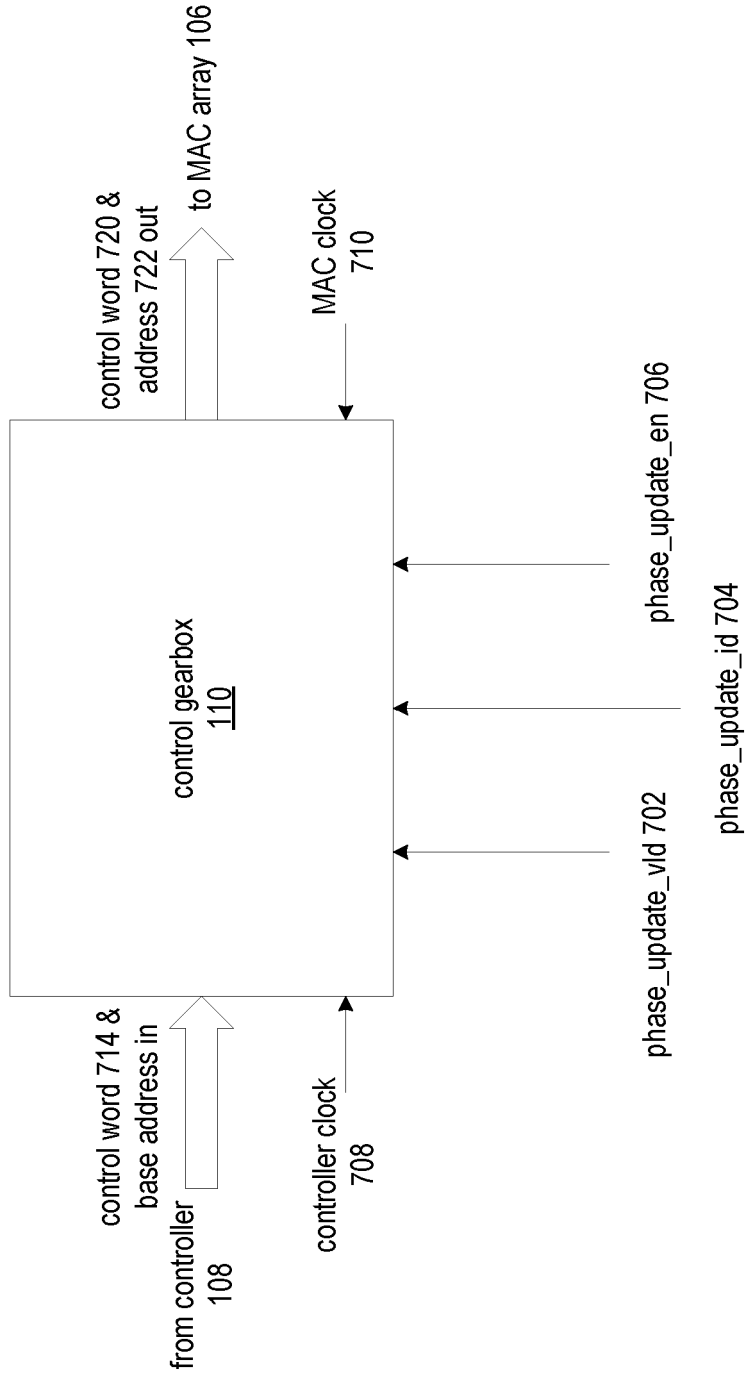 control word 714 &
base address in
from controller
108
controller clock
708
control gearbox
110
control word 720 &
address 722 out
to MAC array 106
MAC clock
710
phase_update_vld 702
phase_update_id 704
phase_update_en 706